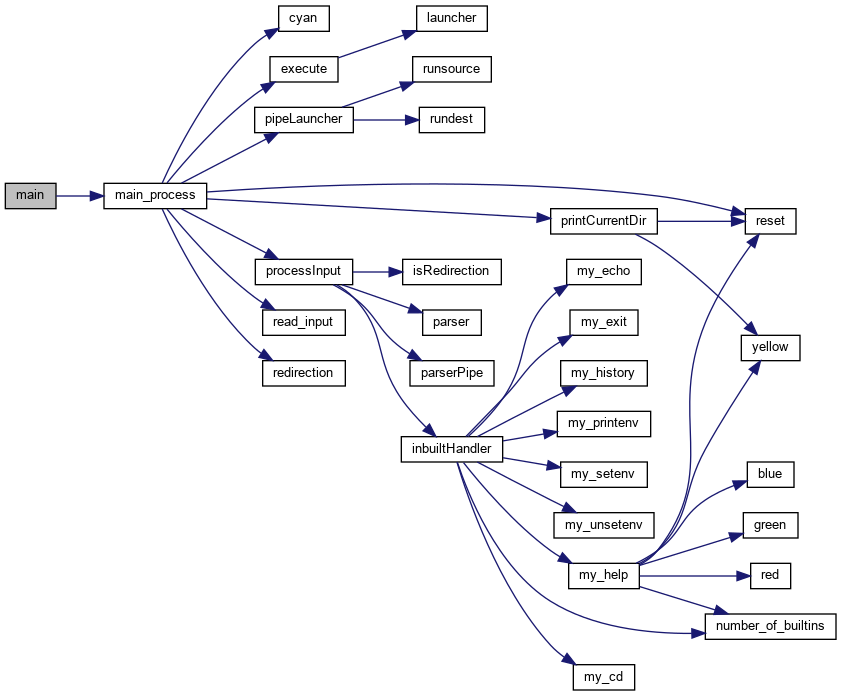 main
main_process
cyan
execute
launcher
pipeLauncher
runsource
rundest
printCurrentDir
reset
yellow
processInput
isRedirection
parser
parserPipe
inbuiltHandler
read_input
redirection
my_echo
my_exit
my_history
my_printenv
my_setenv
my_unsetenv
my_help
my_cd
blue
green
red
number_of_builtins